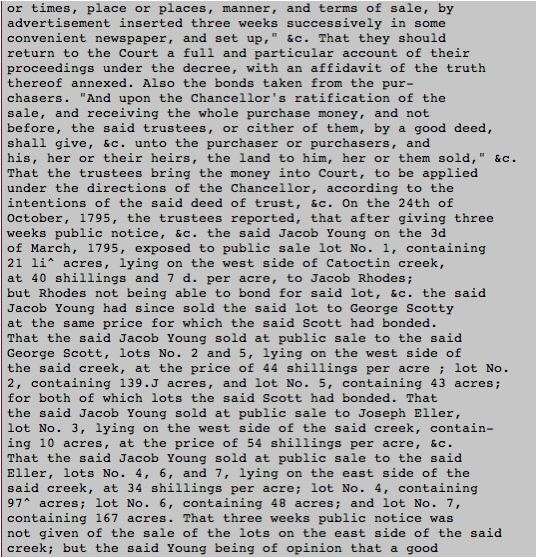 or times, place or places, manner, and terms of sale, by
advertisement inserted three weeks successively in some
convenient newspaper, and set up," &c. That they should
return to the Court a full and particular account of their
proceedings under the decree, with an affidavit of the truth
thereof annexed. Also the bonds taken from the pur-
chasers. "And upon the Chancellor's ratification of the
sale, and receiving the whole purchase money, and not
before, the said trustees, or cither of them, by a good deed,
shall give, &c. unto the purchaser or purchasers, and
his, her or their heirs, the land to him, her or them sold," &c.
That the trustees bring the money into Court, to be applied
under the directions of the Chancellor, according to the
intentions of the said deed of trust, &c. On the 24th of
October, 1795, the trustees reported, that after giving three
weeks public notice, &c. the said Jacob Young on the 3d
of March, 1795, exposed to public sale lot No. 1, containing
21 li^ acres, lying on the west side of Catoctin creek,
at 40 shillings and 7 d. per acre, to Jacob Rhodes;
but Rhodes not being able to bond for said lot, &c. the said
Jacob Young had since sold the said lot to George Scotty
at the same price for which the said Scott had bonded.
That the said Jacob Young sold at public sale to the said
George Scott, lots No. 2 and 5, lying on the west side of
the said creek, at the price of 44 shillings per acre ; lot No.
2, containing 139.J acres, and lot No. 5, containing 43 acres;
for both of which lots the said Scott had bonded. That
the said Jacob Young sold at public sale to Joseph Eller,
lot No. 3, lying on the west side of the said creek, contain-
ing 10 acres, at the price of 54 shillings per acre, &c.
That the said Jacob Young sold at public sale to the said
Eller, lots No. 4, 6, and 7, lying on the east side of the
said creek, at 34 shillings per acre; lot No. 4, containing
97^ acres; lot No. 6, containing 48 acres; and lot No. 7,
containing 167 acres. That three weeks public notice was
not given of the sale of the lots on the east side of the said
creek; but the said Young being of opinion that a good